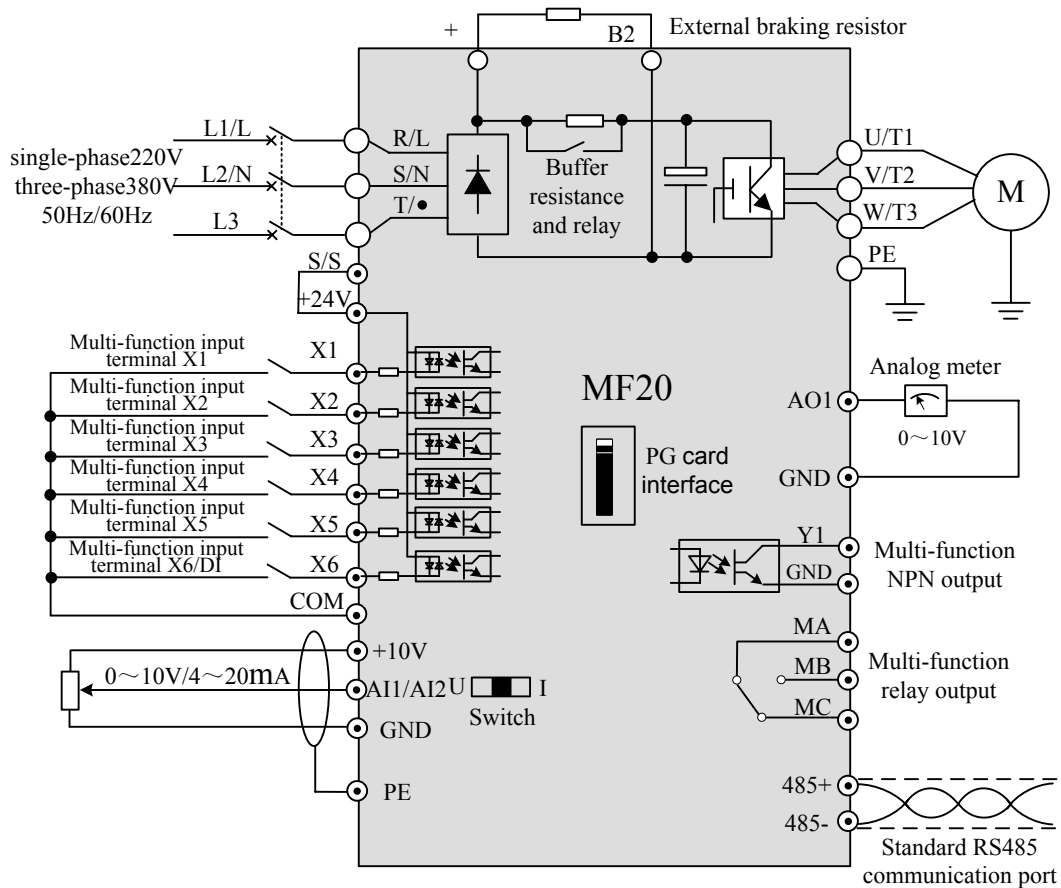 +
B2
External braking resistor
L1/L
R/L
single-phase220V
three-phase380V
50Hz/60Hz
L2/N
S/N
L3
T/●
Buffer
resistance
and relay
U/T1
V/T2
W/T3
M
PE
S/S
+24V
Multi-function input
terminal X1
X1
Multi-function input
terminal X2
X2
Multi-function input
terminal X3
X3
Multi-function input
terminal X4
X4
Multi-function input
terminal X5
X5
Multi-function input
terminal X6/DI
X6
COM
MF20
PG card
interface
Analog meter
AO1
0～10V
GND
Y1
GND
Multi-function
NPN output
MA
MB
MC
Multi-function
relay output
+10V
0～10V/4～20mA
AI1/AI2
U
I
Switch
GND
PE
485+
485-
Standard RS485
communication port